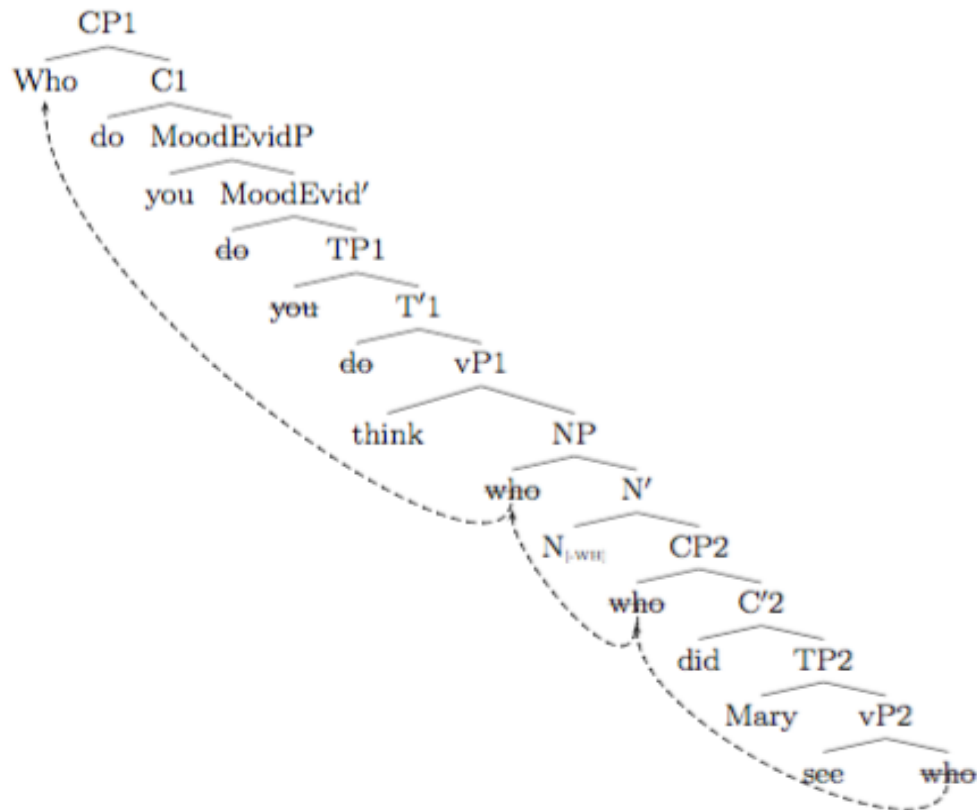 CP1
Who C1
do MoodEvidP
you MoodEvid′
do TP1
you T′1
do vP1
think NP
who N′
N[-WH] CP2
who C′2
did TP2
Mary vP2
see who